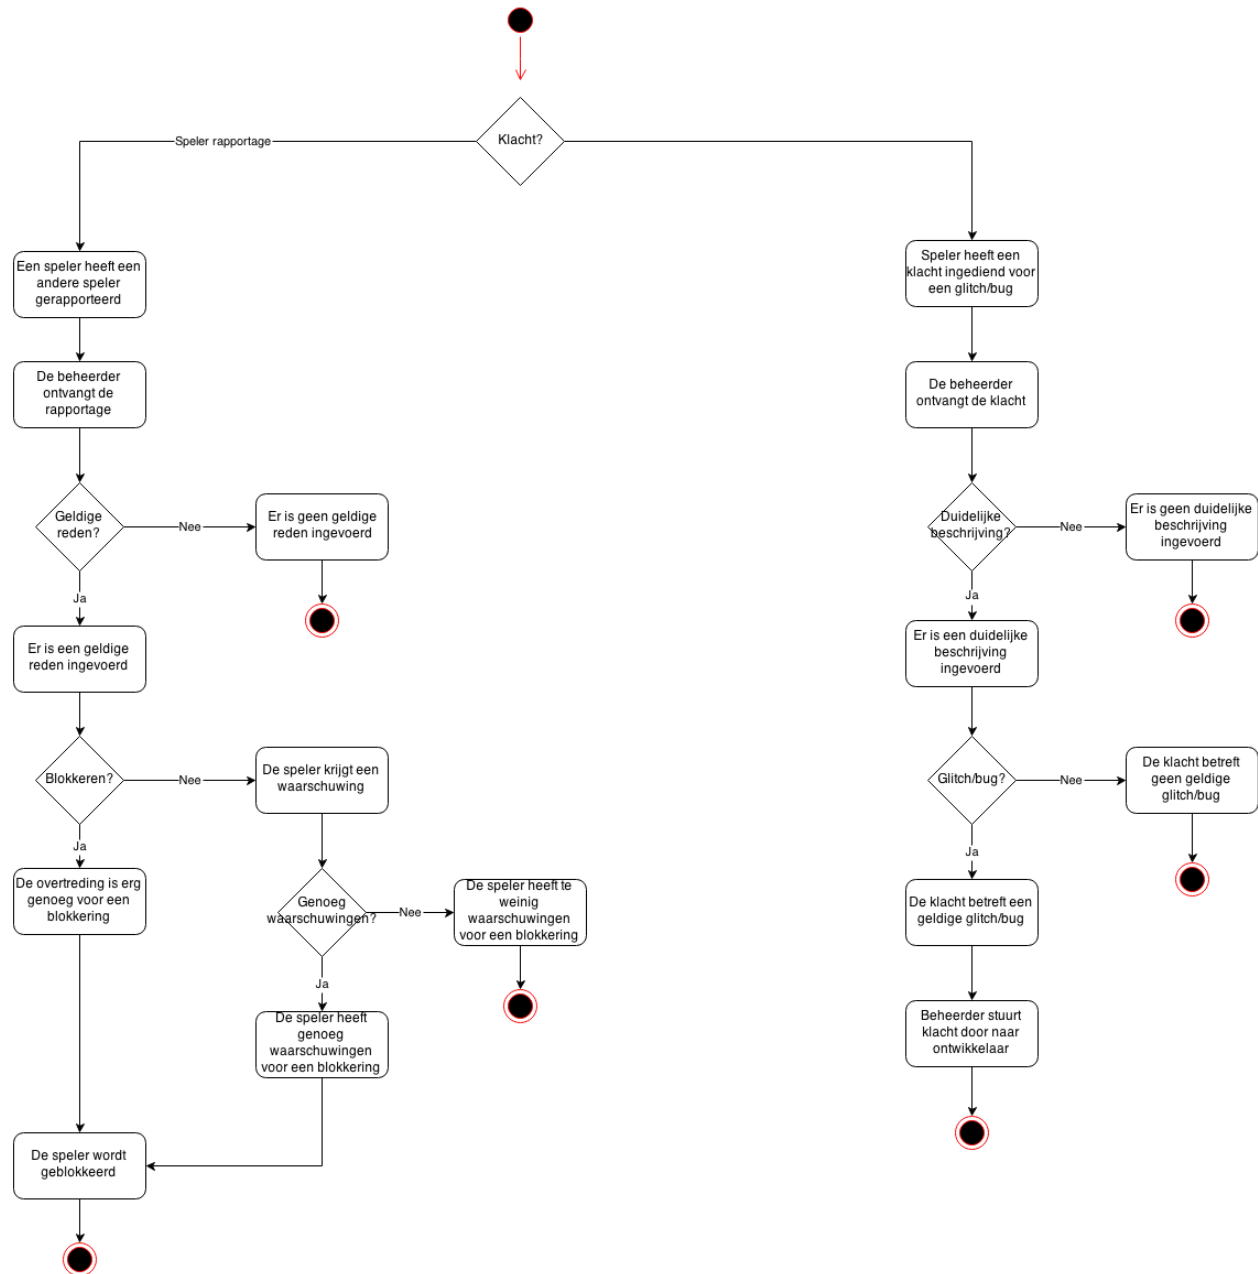 Klacht?
Speler rapportage
Een speler heeft een
andere speler
gerapporteerd
De beheerder
ontvangt de
rapportage
Geldige
reden?
Nee
Er is geen geldige
reden ingevoerd
Ja
Er is een geldige
reden ingevoerd
Blokkeren?
Nee
De speler krijgt een
waarschuwing
Ja
De overtreding is erg
genoeg voor een
blokkering
Genoeg
waarschuwingen?
Nee
De speler heeft te
weinig
waarschuwingen
voor een blokkering
Ja
De speler heeft
genoeg
waarschuwingen
voor een blokkering
De speler wordt
geblokkeerd
Speler heeft een
klacht ingediend voor
een glitch/bug
De beheerder
ontvangt de klacht
Duidelijke
beschrijving?
Nee
Er is geen duidelijke
beschrijving
ingevoerd
Ja
Er is een duidelijke
beschrijving
ingevoerd
Glitch/bug?
Nee
De klacht betreft
geen geldige
glitch/bug
Ja
De klacht betreft een
geldige glitch/bug
Beheerder stuurt
klacht door naar
ontwikkelaar